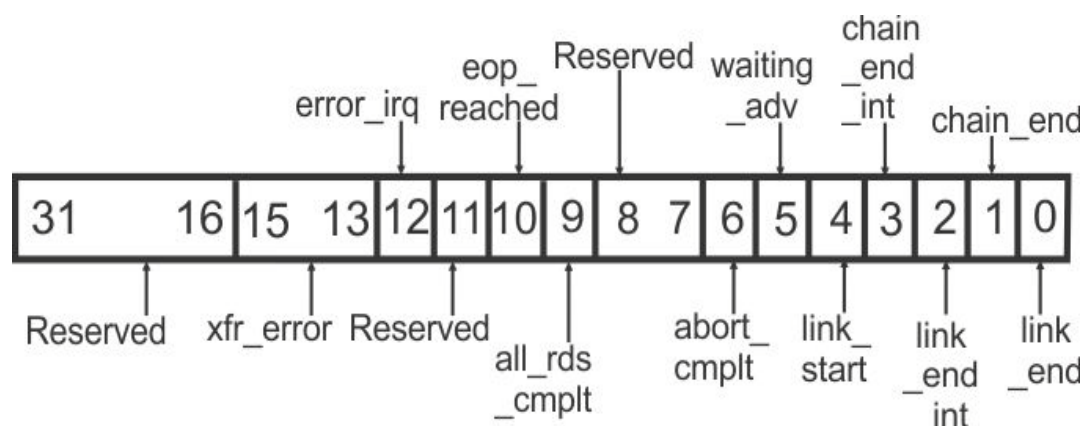 chain
_end
_int
Reserved
waiting
_adv
eop_
reached
error_irq
chain_end
31 16 15 13 12 11 10 9 8 7 6 5 4 3 2 1 0
Reserved
xfr_error
Reserved
all_rds
_cmplt
abort_
cmplt
link_
start
link
_end
_int
link
_end